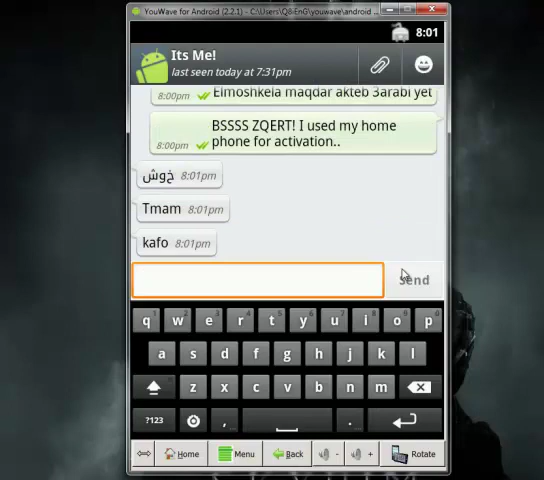 YouWave for Android (2.2.1) - C:\Users\Q8iEnG\youwave\android ...
8:01
Its Me!
last seen today at 7:31pm
8:00pm Elmoshkela maqdar akteb 3arabi yet
BSSSS ZQERT! I used my home
8:00pm phone for activation..
خوش 8:01pm
Tmam 8:01pm
kafo 8:01pm
Send
q w e r t y u i o p
a s d f g h j k l
z x c v b n m
?123 , .
Home Menu Back - + Rotate